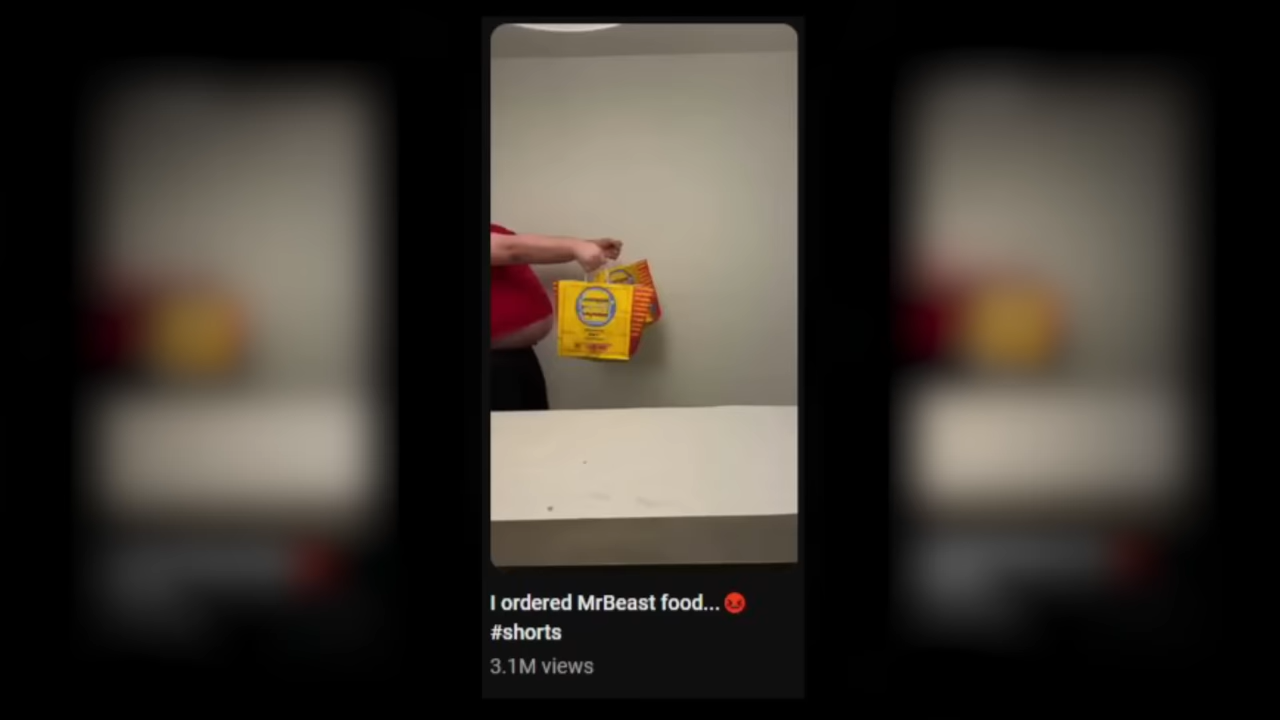 I ordered MrBeast food... 😡
#shorts
3.1M views